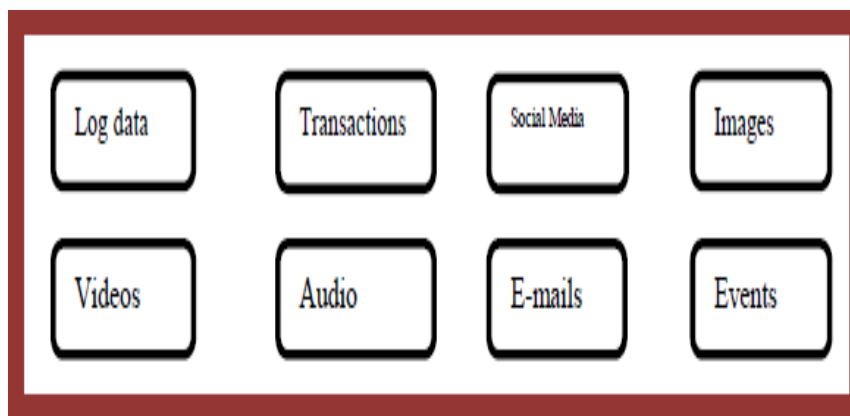 Log data
Transactions
Social Media
Images
Videos
Audio
E-mails
Events